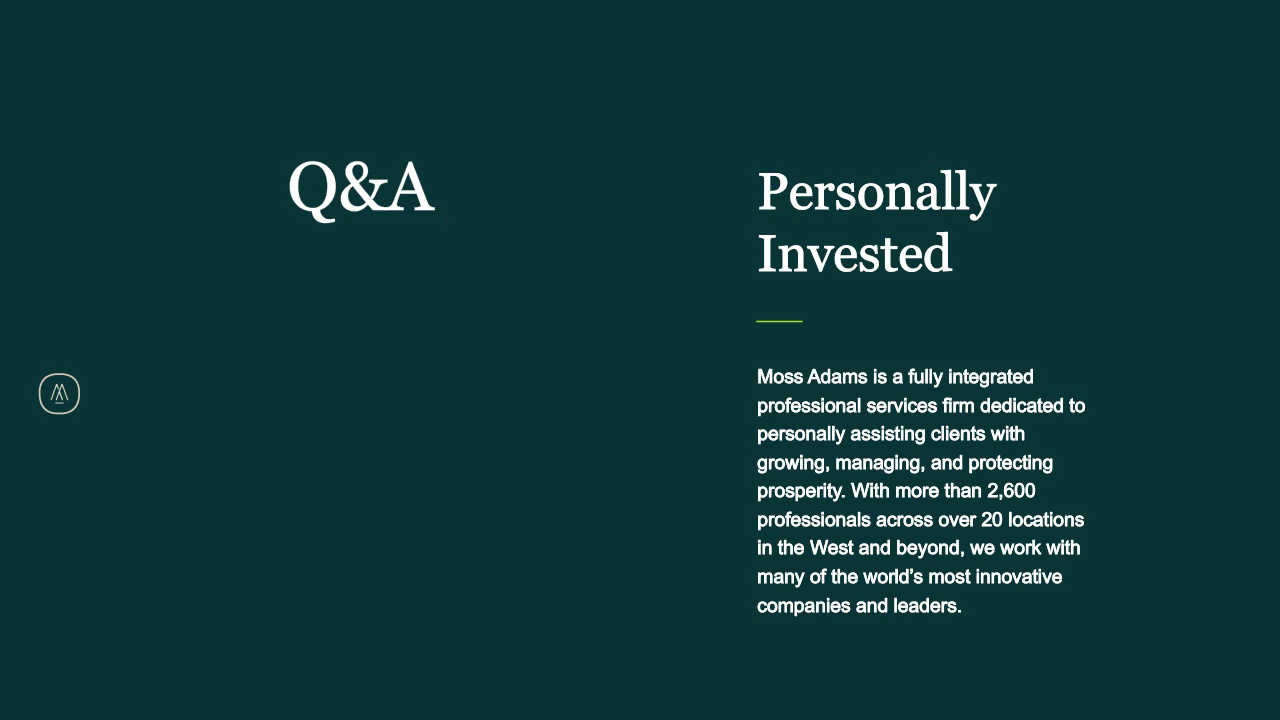 Q&A
Personally
Invested
Moss Adams is a fully integrated
professional services firm dedicated to
personally assisting clients with
growing, managing, and protecting
prosperity. With more than 2,600
professionals across over 20 locations
in the West and beyond, we work with
many of the world’s most innovative
companies and leaders.